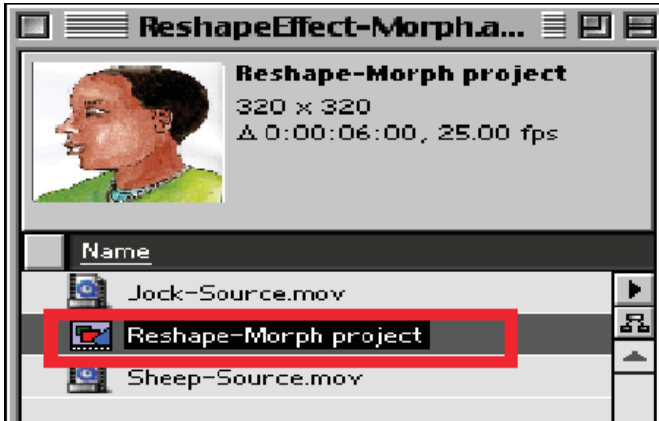 ReshapeEffect-Morph.a...
Reshape-Morph project
320 x 320
Δ 0:00:06:00, 25.00 fps
Name
Jock-Source.mov
Reshape-Morph project
Sheep-Source.mov